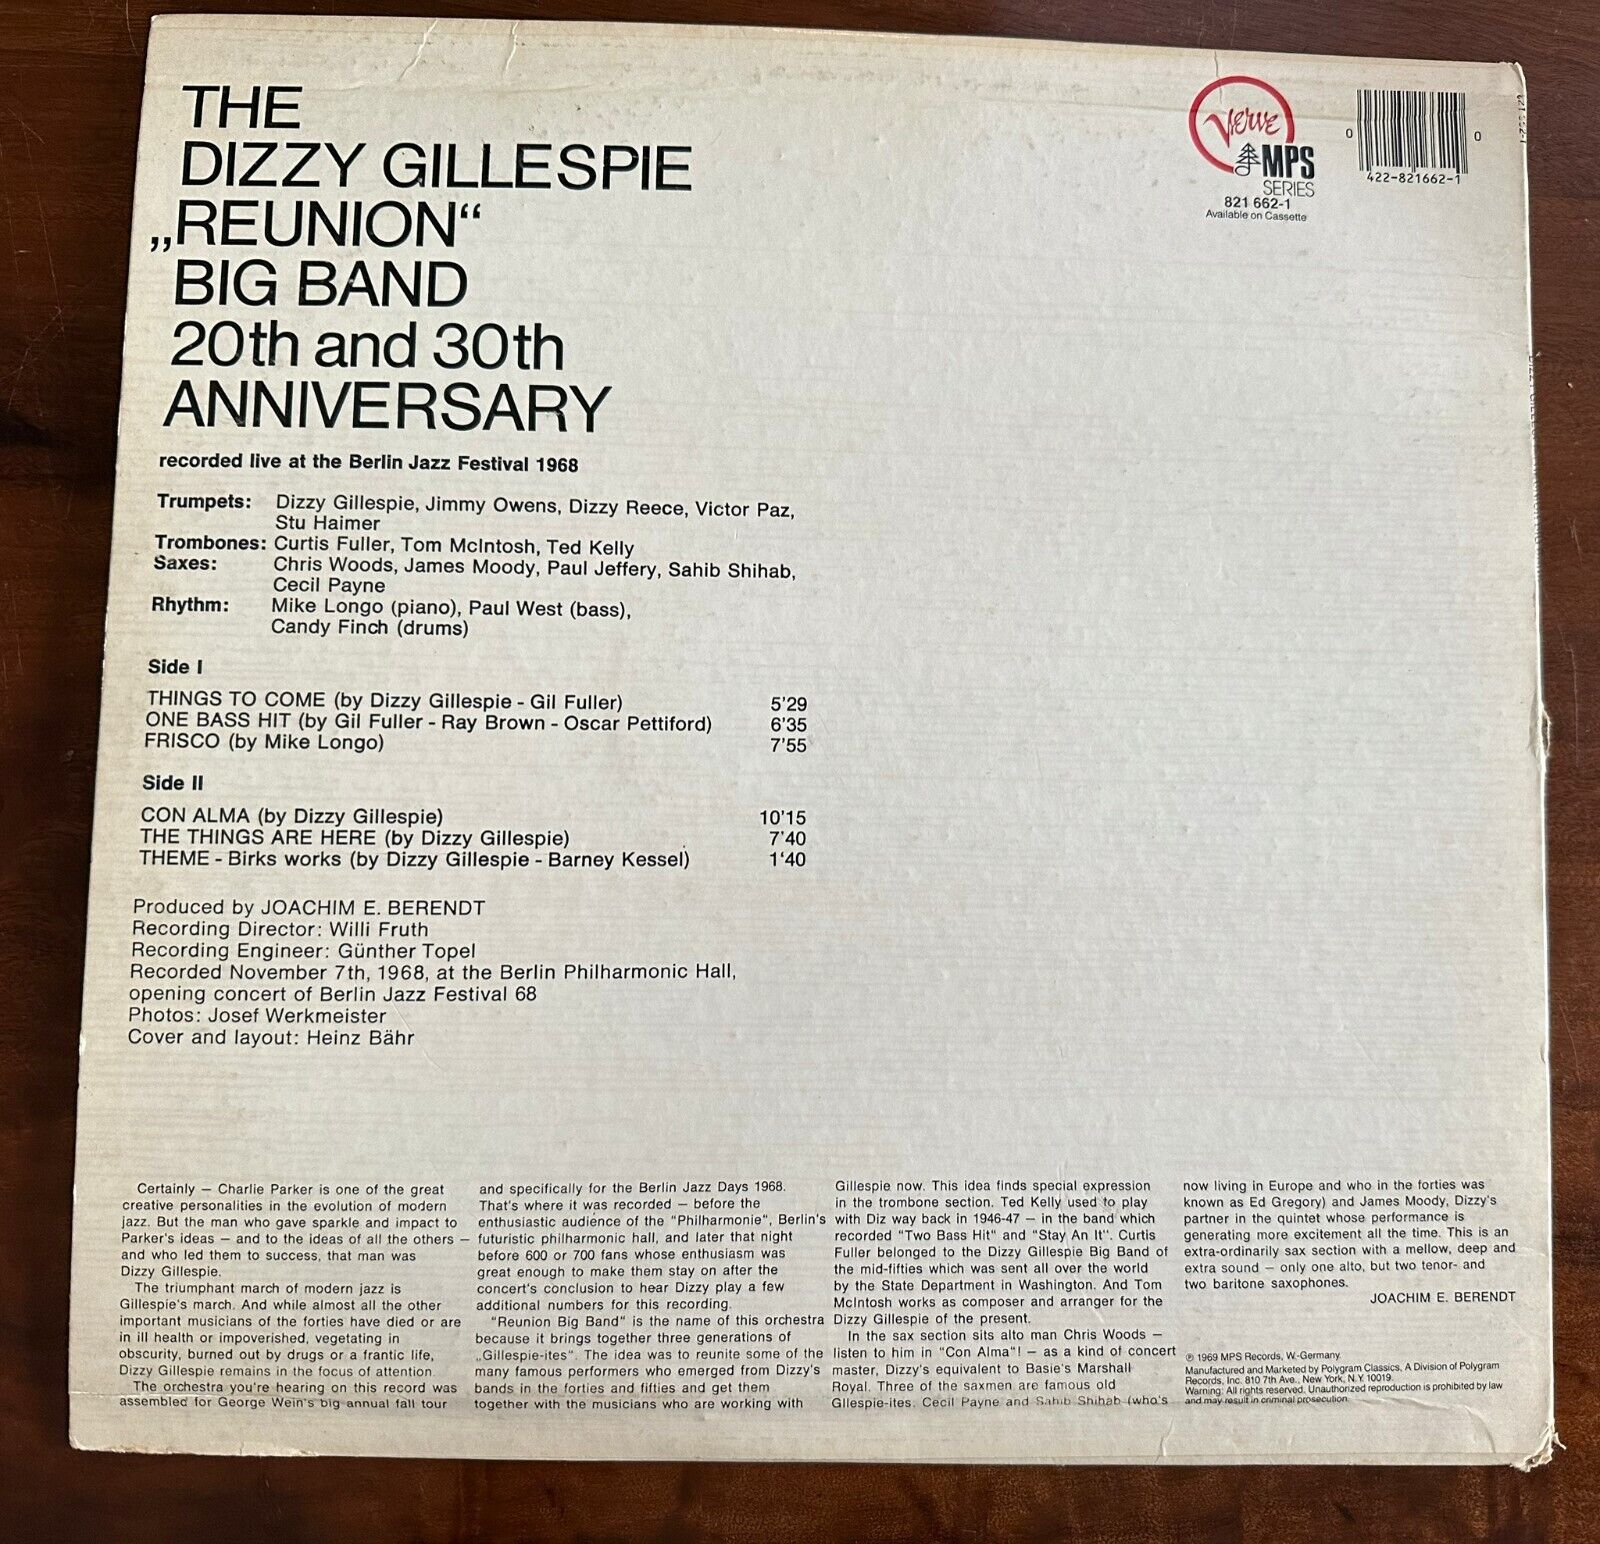 THE
DIZZY GILLESPIE
„REUNION“
BIG BAND
20th and 30th
ANNIVERSARY
recorded live at the Berlin Jazz Festival 1968
Trumpets: Dizzy Gillespie, Jimmy Owens, Dizzy Reece, Victor Paz,
Stu Haimer
Trombones: Curtis Fuller, Tom McIntosh, Ted Kelly
Saxes: Chris Woods, James Moody, Paul Jeffery, Sahib Shihab,
Cecil Payne
Rhythm: Mike Longo (piano), Paul West (bass),
Candy Finch (drums)
Side I
THINGS TO COME (by Dizzy Gillespie - Gil Fuller) 5'29
ONE BASS HIT (by Gil Fuller - Ray Brown - Oscar Pettiford) 6'35
FRISCO (by Mike Longo) 7'55
Side II
CON ALMA (by Dizzy Gillespie) 10'15
THE THINGS ARE HERE (by Dizzy Gillespie) 7'40
THEME - Birks works (by Dizzy Gillespie - Barney Kessel) 1'40
Produced by JOACHIM E. BERENDT
Recording Director: Willi Fruth
Recording Engineer: Günther Topel
Recorded November 7th, 1968, at the Berlin Philharmonic Hall,
opening concert of Berlin Jazz Festival 68
Photos: Josef Werkmeister
Cover and layout: Heinz Bähr
Verve
MPS
SERIES
821 662-1
Available on Cassette
0 0
422-821662-1
Certainly – Charlie Parker is one of the great
creative personalities in the evolution of modern
jazz. But the man who gave sparkle and impact to
Parker's ideas – and to the ideas of all the others –
and who led them to success, that man was
Dizzy Gillespie.
The triumphant march of modern jazz is
Gillespie's march. And while almost all the other
important musicians of the forties have died or are
in ill health or impoverished, vegetating in
obscurity, burned out by drugs or a frantic life,
Dizzy Gillespie remains in the focus of attention.
The orchestra you're hearing on this record was
assembled for George Wein's big annual fall tour
and specifically for the Berlin Jazz Days 1968.
That's where it was recorded – before the
enthusiastic audience of the "Philharmonie", Berlin's
futuristic philharmonic hall, and later that night
before 600 or 700 fans whose enthusiasm was
great enough to make them stay on after the
concert's conclusion to hear Dizzy play a few
additional numbers for this recording.
"Reunion Big Band" is the name of this orchestra
because it brings together three generations of
„Gillespie-ites". The idea was to reunite some of the
many famous performers who emerged from Dizzy's
bands in the forties and fifties and get them
together with the musicians who are working with
Gillespie now. This idea finds special expression
in the trombone section. Ted Kelly used to play
with Diz way back in 1946-47 – in the band which
recorded "Two Bass Hit" and "Stay An It". Curtis
Fuller belonged to the Dizzy Gillespie Big Band of
the mid-fifties which was sent all over the world
by the State Department in Washington. And Tom
McIntosh works as composer and arranger for the
Dizzy Gillespie of the present.
In the sax section sits alto man Chris Woods –
listen to him in "Con Alma"! – as a kind of concert
master, Dizzy's equivalent to Basie's Marshall
Royal. Three of the saxmen are famous old
Gllespie-ites. Cecil Payne and Sahib Shihab (who's
now living in Europe and who in the forties was
known as Ed Gregory) and James Moody, Dizzy's
partner in the quintet whose performance is
generating more excitement all the time. This is an
extra-ordinarily sax section with a mellow, deep and
extra sound – only one alto, but two tenor- and
two baritone saxophones.
JOACHIM E. BERENDT
℗ 1969 MPS Records, W.-Germany
Manufactured and Marketed by Polygram Classics, A Division of Polygram
Records, Inc. 810 7th Ave., New York, N.Y. 10019.
Warning: All rights reserved. Unauthorized reproduction is prohibited by law
and may result in criminal prosecution.